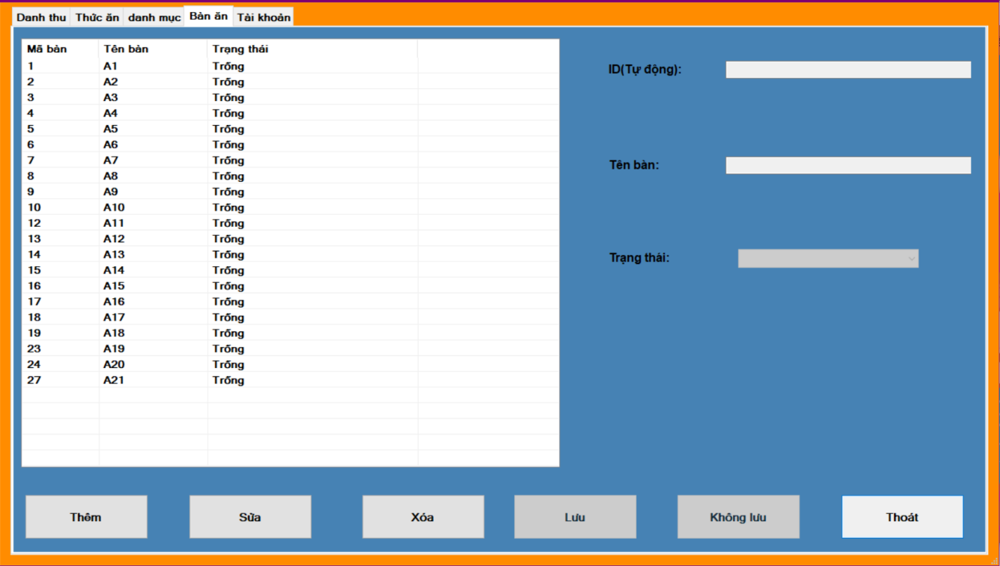 Danh thu Thức ăn danh mục Bàn ăn Tài khoản
Mã bàn Tên bàn Trạng thái
1 A1 Trống
2 A2 Trống
3 A3 Trống
4 A4 Trống
5 A5 Trống
6 A6 Trống
7 A7 Trống
8 A8 Trống
9 A9 Trống
10 A10 Trống
12 A11 Trống
13 A12 Trống
14 A13 Trống
15 A14 Trống
16 A15 Trống
17 A16 Trống
18 A17 Trống
19 A18 Trống
23 A19 Trống
24 A20 Trống
27 A21 Trống
ID(Tự động):
Tên bàn:
Trạng thái:
Thêm Sửa Xóa Lưu Không lưu Thoát